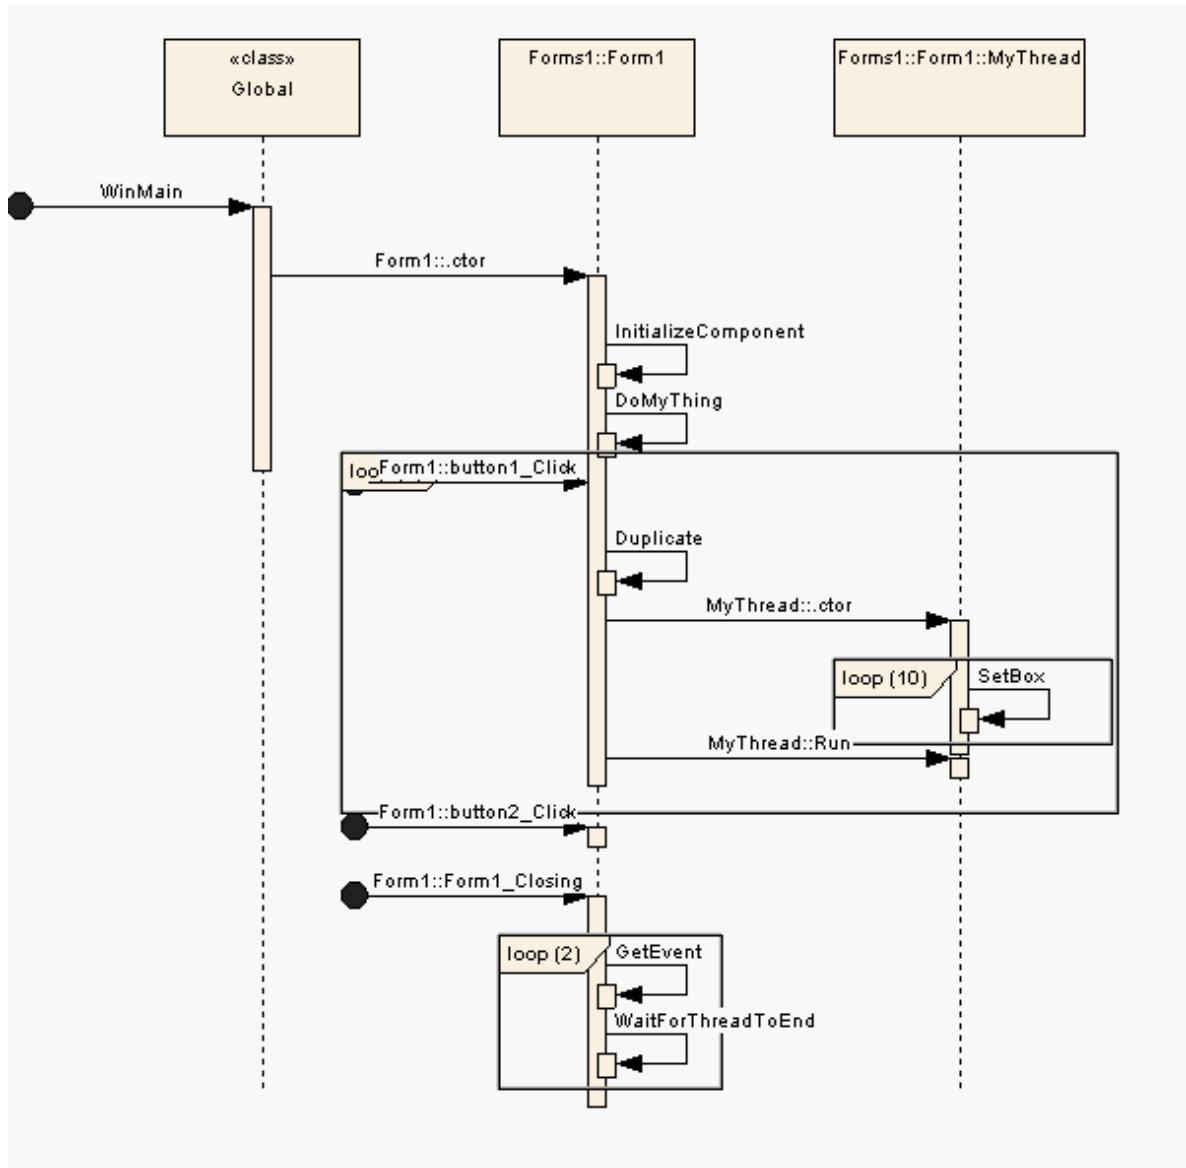 «class»
Global
Forms1::Form1
Forms1::Form1::MyThread
WinMain
Form1::.ctor
InitializeComponent
DoMyThing
Form1::button1_Click
Duplicate
MyThread::.ctor
loop (10)
SetBox
MyThread::Run
Form1::button2_Click
Form1::Form1_Closing
loop (2)
GetEvent
WaitForThreadToEnd